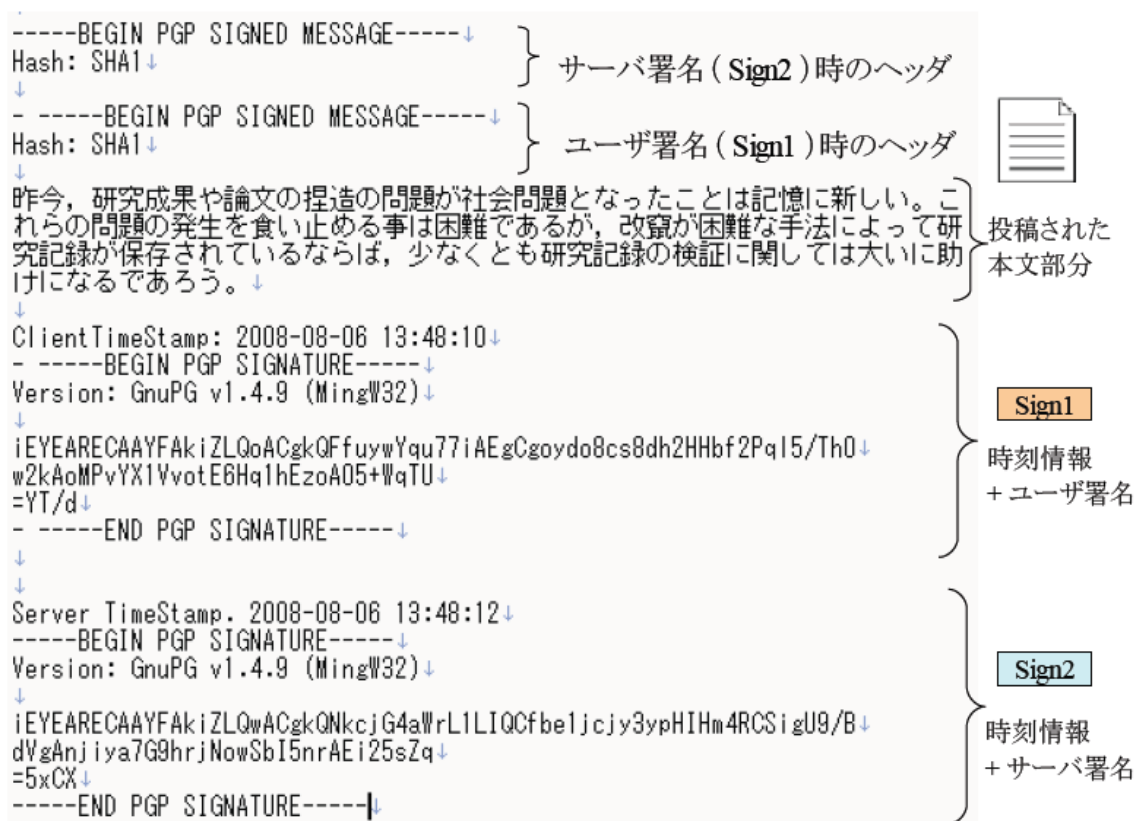 -----BEGIN PGP SIGNED MESSAGE-----↓
Hash: SHA1↓
↓
- -----BEGIN PGP SIGNED MESSAGE-----↓
Hash: SHA1↓
↓
昨今，研究成果や論文の捏造の問題が社会問題となったことは記憶に新しい。こ
れらの問題の発生を食い止める事は困難であるが，改竄が困難な手法によって研
究記録が保存されているならば，少なくとも研究記録の検証に関しては大いに助
けになるであろう。↓
↓
ClientTimeStamp: 2008-08-06 13:48:10↓
- -----BEGIN PGP SIGNATURE-----↓
Version: GnuPG v1.4.9 (MingW32)↓
↓
iEYEARECAAYFAkiZLQoACgkQFfuywYqu77iAEgCgoydo8cs8dh2HHbf2Pql5/ThO↓
w2kAoMPvYX1VvotE6Hq1hEzoAO5+WqTU↓
=YT/d↓
- -----END PGP SIGNATURE-----↓
↓
↓
Server TimeStamp. 2008-08-06 13:48:12↓
-----BEGIN PGP SIGNATURE-----↓
Version: GnuPG v1.4.9 (MingW32)↓
↓
iEYEARECAAYFAkiZLQwACgkQNkcjG4aWrL1LIQCfbe1jcjy3ypHIHm4RCSigU9/B↓
dVgAnjiya7G9hrjNowSbI5nrAEi25sZq↓
=5xCX↓
-----END PGP SIGNATURE-----↓
サーバ署名 ( Sign2 ) 時のヘッダ
ユーザ署名 ( Sign1 ) 時のヘッダ
投稿された
本文部分
Sign1
時刻情報
+ ユーザ署名
Sign2
時刻情報
+ サーバ署名